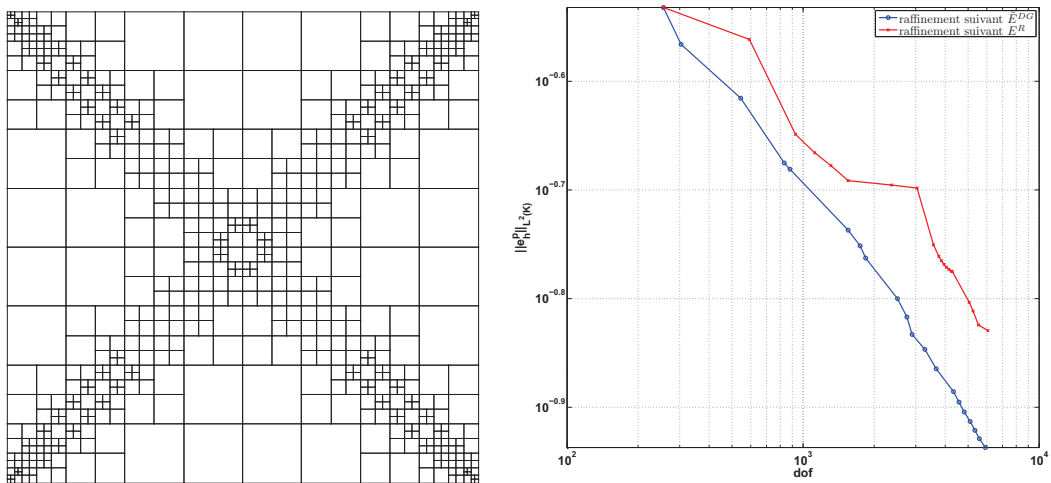 raffinement suivant Ẽ^DG
raffinement suivant E^R
10^−0.6
10^−0.7
10^−0.8
10^−0.9
||e_h^p||_L²(K)
10^2
10^3
10^4
dof